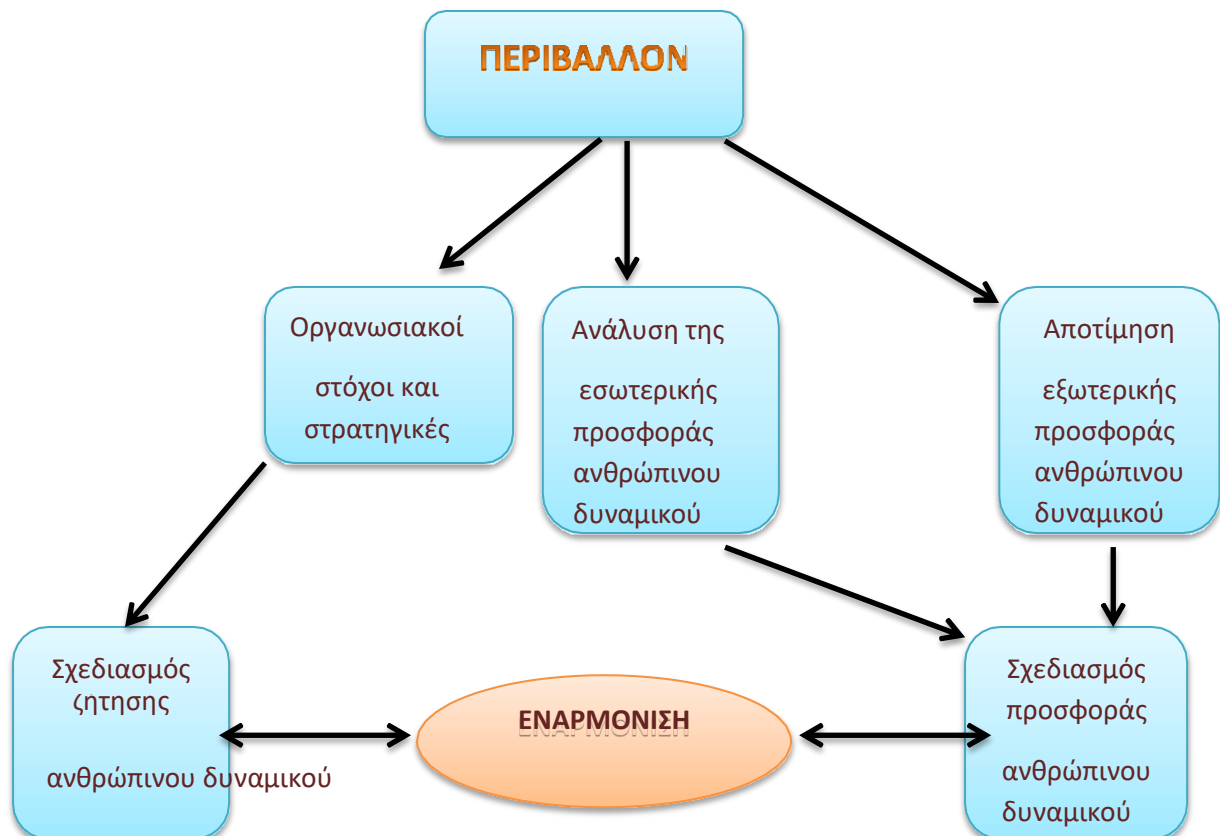 ΠΕΡΙΒΑΛΛΟΝ
Οργανωσιακοί
στόχοι και
στρατηγικές
Ανάλυση της
εσωτερικής
προσφοράς
ανθρώπινου
δυναμικού
Αποτίμηση
εξωτερικής
προσφοράς
ανθρώπινου
δυναμικού
Σχεδιασμός
ζητησης
ανθρώπινου δυναμικού
ΕΝΑΡΜΟΝΙΣΗ
Σχεδιασμός
προσφοράς
ανθρώπινου
δυναμικού